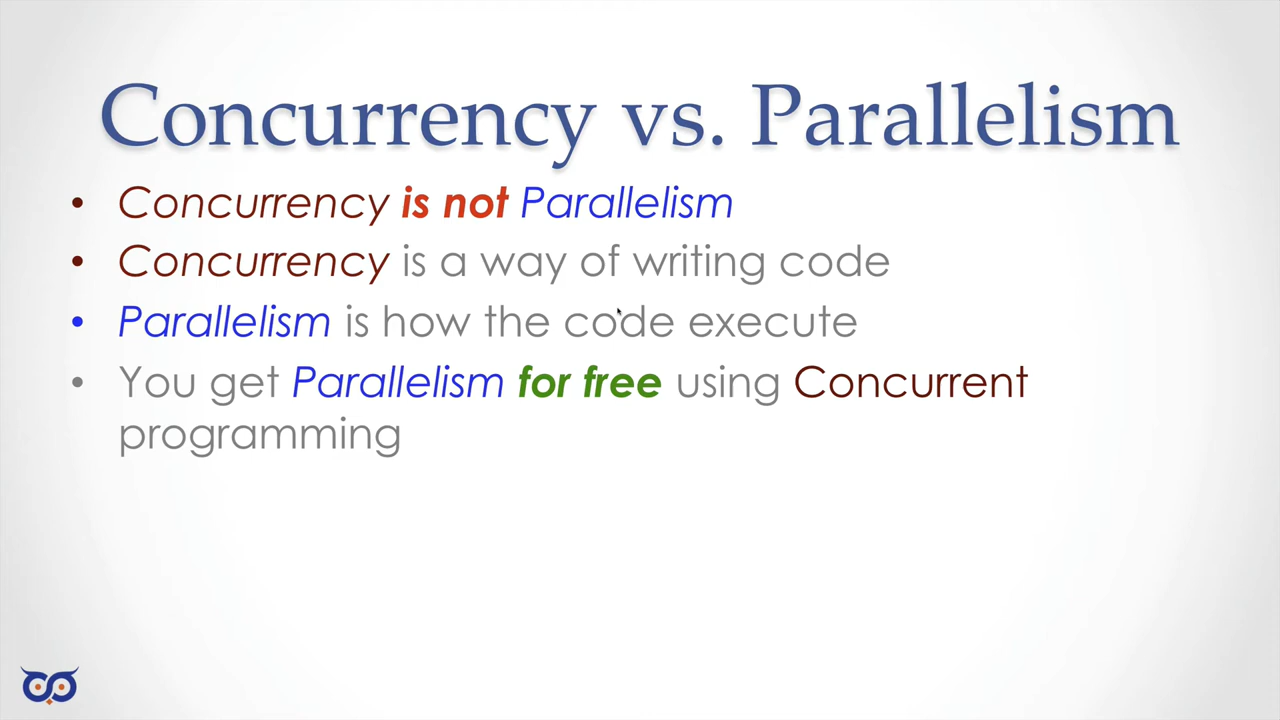 Concurrency vs. Parallelism
• Concurrency is not Parallelism
• Concurrency is a way of writing code
• Parallelism is how the code execute
• You get Parallelism for free using Concurrent
programming